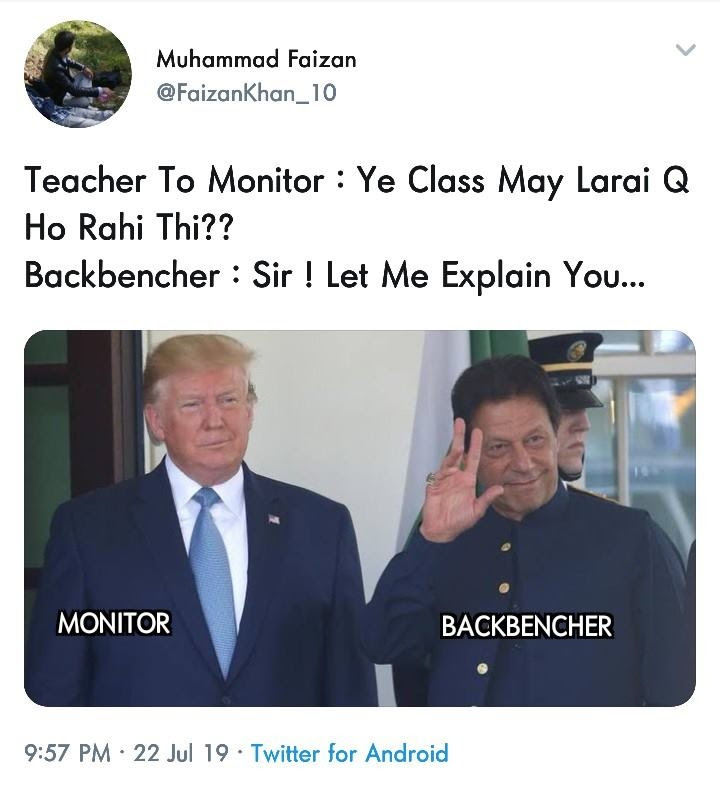 Muhammad Faizan
@FaizanKhan_10
Teacher To Monitor : Ye Class May Larai Q
Ho Rahi Thi??
Backbencher : Sir ! Let Me Explain You...
MONITOR
BACKBENCHER
9:57 PM · 22 Jul 19 · Twitter for Android